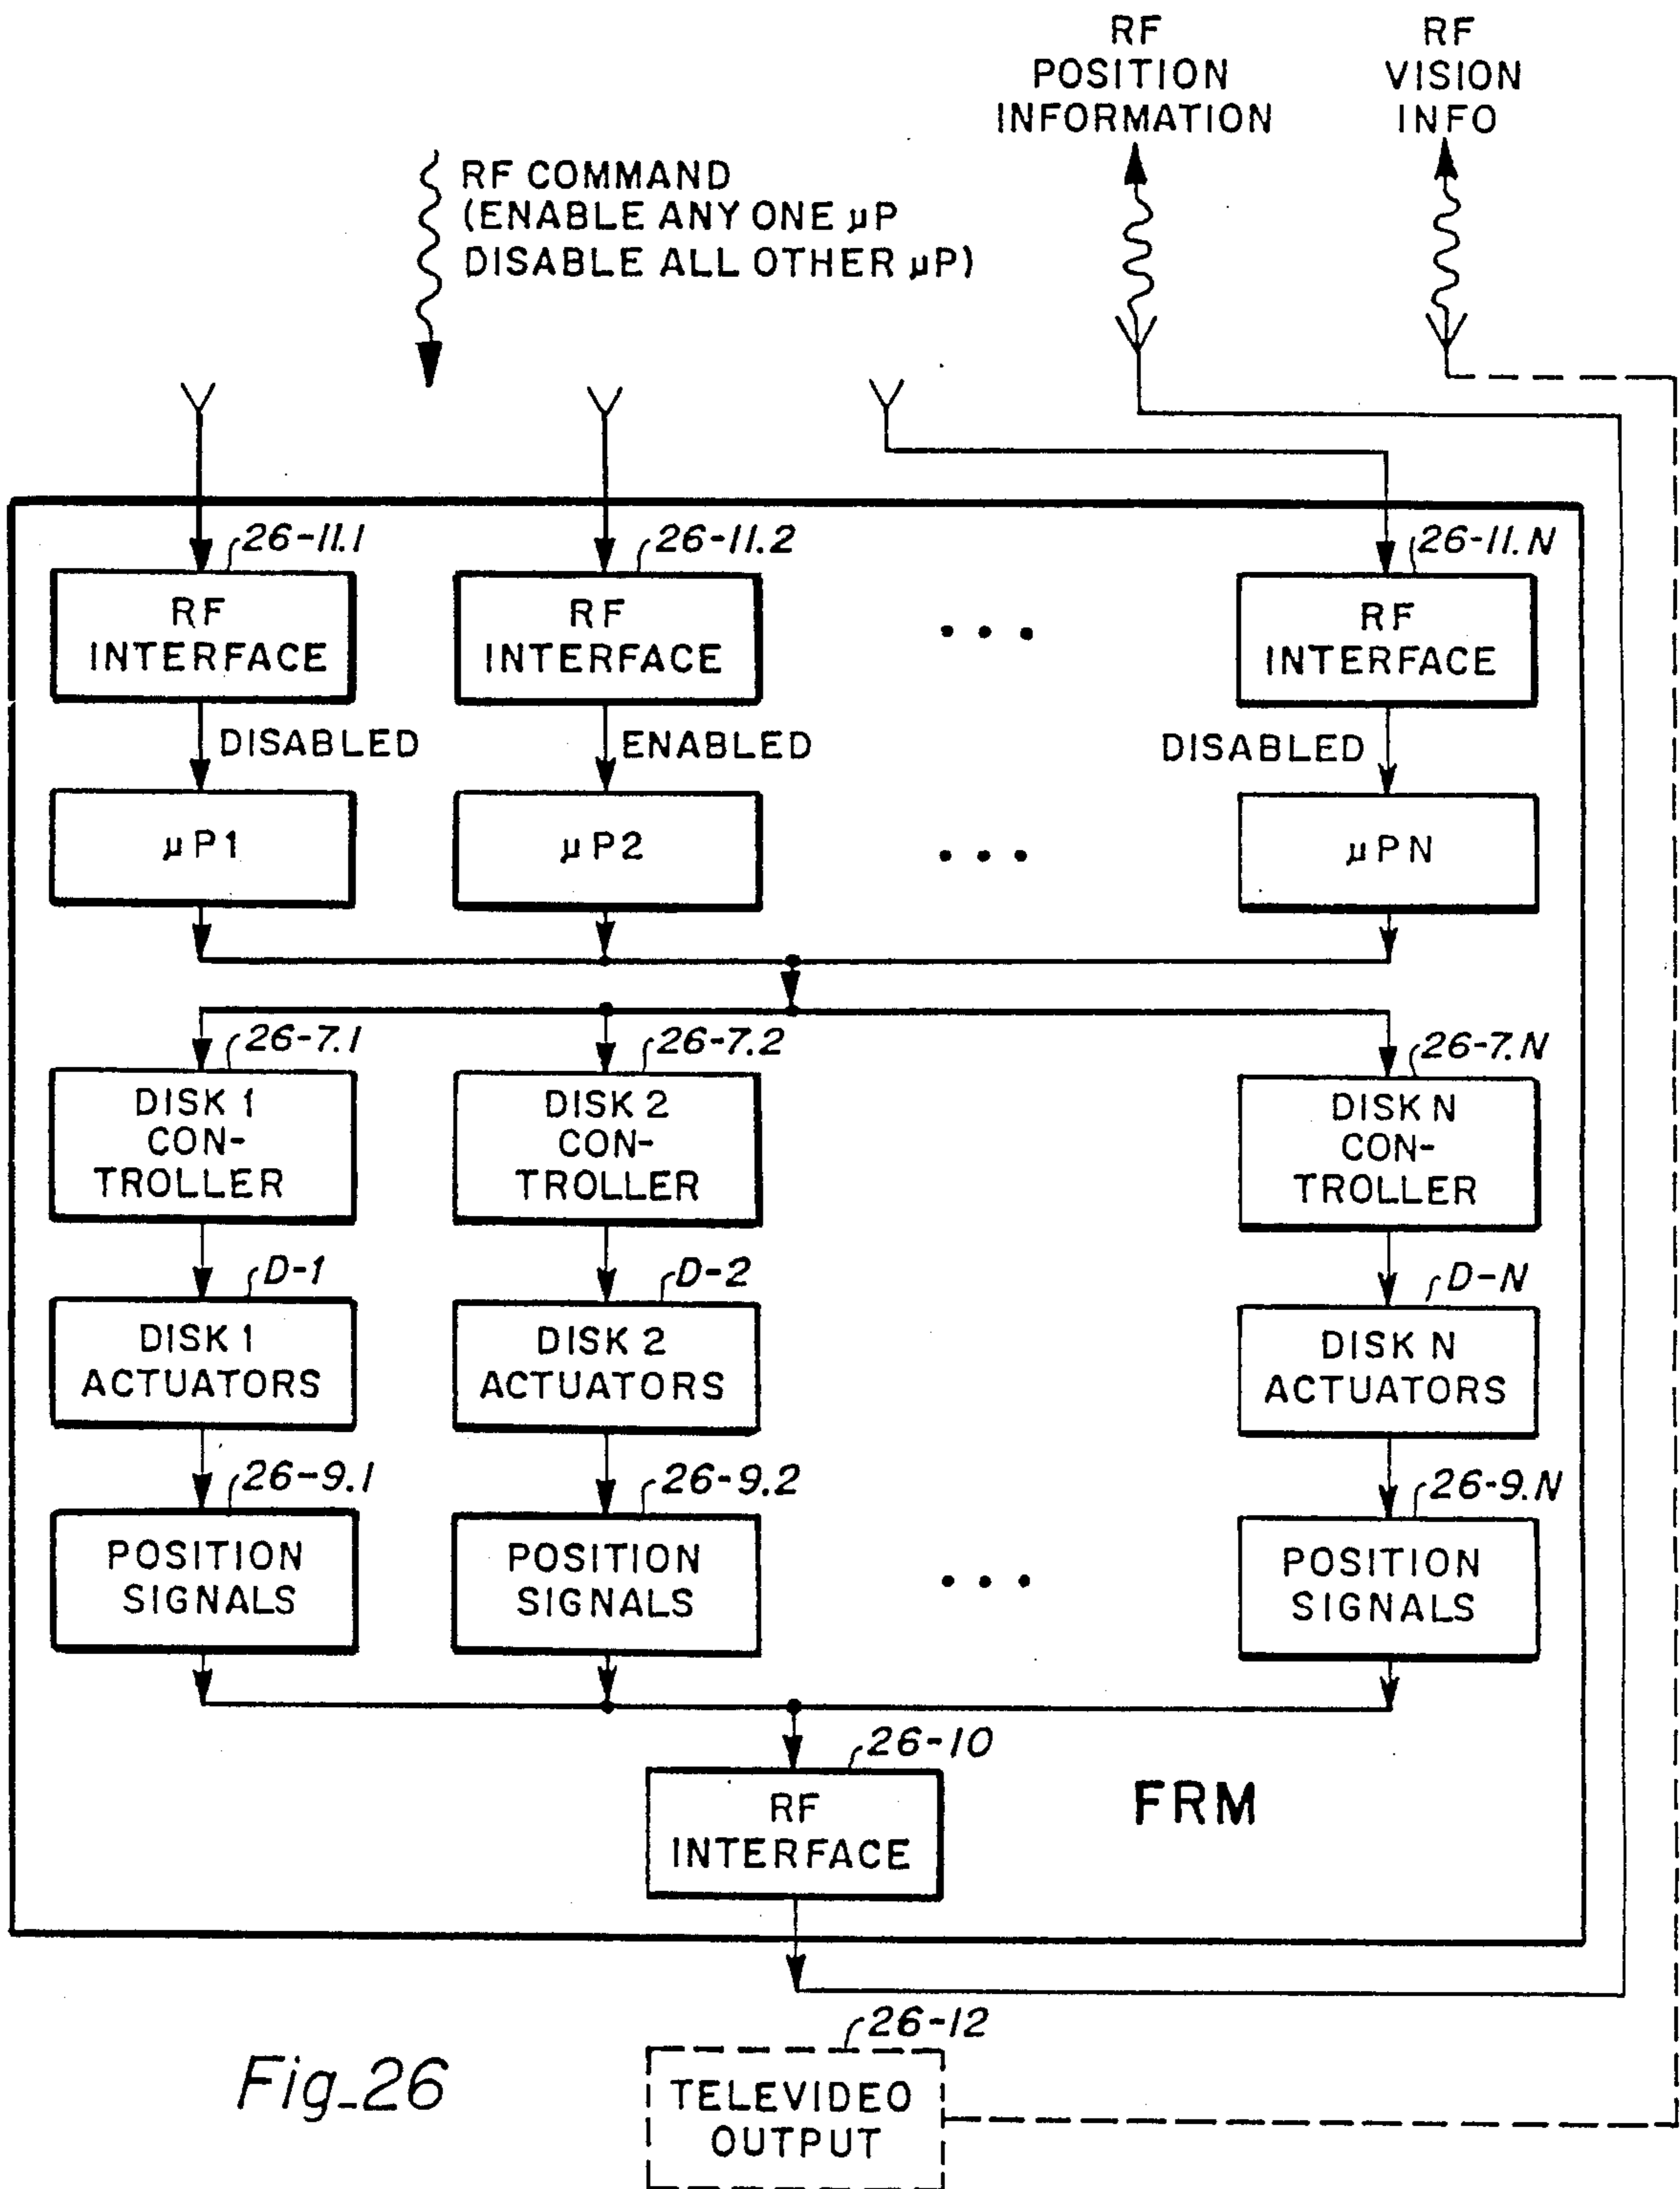 RF
POSITION
INFORMATION
RF
VISION
INFO
RF COMMAND
(ENABLE ANY ONE µP
DISABLE ALL OTHER µP)
26-11.1
26-11.2
26-11.N
RF
INTERFACE
RF
INTERFACE
• • •
RF
INTERFACE
DISABLED
ENABLED
DISABLED
µP1
µP2
• • •
µPN
26-7.1
26-7.2
26-7.N
DISK 1
CON-
TROLLER
DISK 2
CON-
TROLLER
DISK N
CON-
TROLLER
D-1
D-2
D-N
DISK 1
ACTUATORS
DISK 2
ACTUATORS
DISK N
ACTUATORS
26-9.1
26-9.2
26-9.N
POSITION
SIGNALS
POSITION
SIGNALS
• • •
POSITION
SIGNALS
26-10
RF
INTERFACE
FRM
26-12
TELEVIDEO
OUTPUT
Fig_26